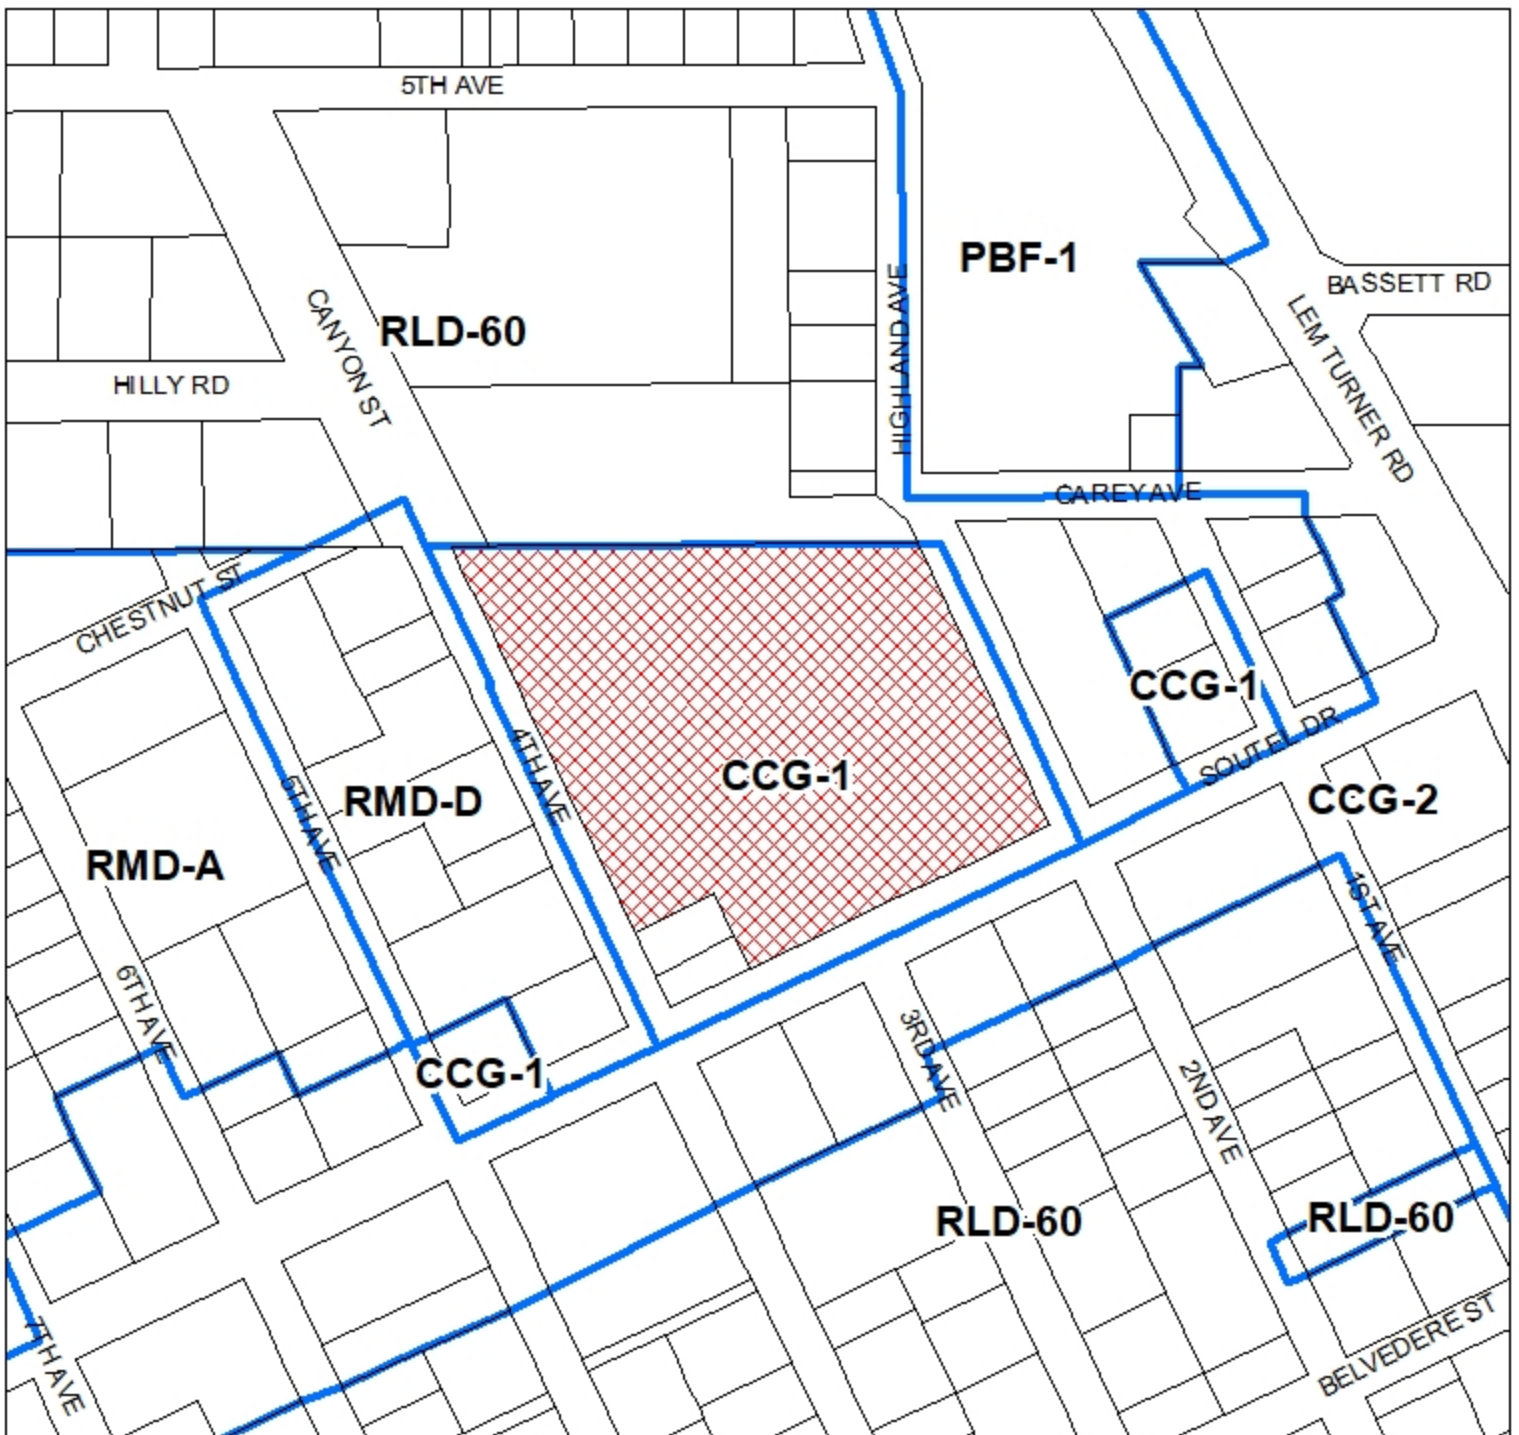 5TH AVE
PBF-1
BASSETT RD
CANYON ST
RLD-60
HIGHLAND AVE
LEM TURNER RD
HILLY RD
CAREY AVE
CHESTNUT ST
CCG-1
SOUTEL DR
4TH AVE
CCG-1
5TH AVE
RMD-D
CCG-2
RMD-A
1ST AVE
6TH AVE
3RD AVE
CCG-1
2ND AVE
RLD-60
RLD-60
7TH AVE
BELVEDERE ST